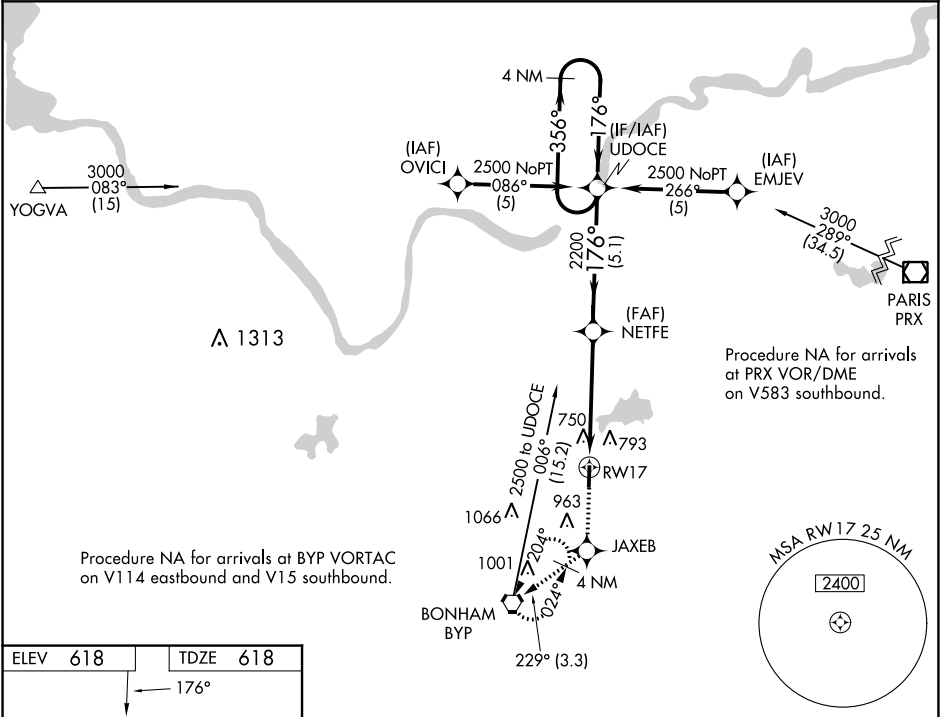 4 NM
356°
176°
(IF/IAF)
UDOCE
(IAF)
OVICI
2500 NoPT
086°
(5)
2500 NoPT
266°
(5)
(IAF)
EMJEV
3000
083°
(15)
YOGVA
3000
289°
(34.5)
PARIS
PRX
2200
176°
(5.1)
(FAF)
NETFE
1313
Procedure NA for arrivals
at PRX VOR/DME
on V583 southbound.
2500 to UDOCE
006°
(15.2)
750
793
RW17
963
1066
JAXEB
1001
204°
024°
4 NM
BONHAM
BYP
229° (3.3)
Procedure NA for arrivals at BYP VORTAC
on V114 eastbound and V15 southbound.
MSA RW17 25 NM
2400
ELEV 618
TDZE 618
176°